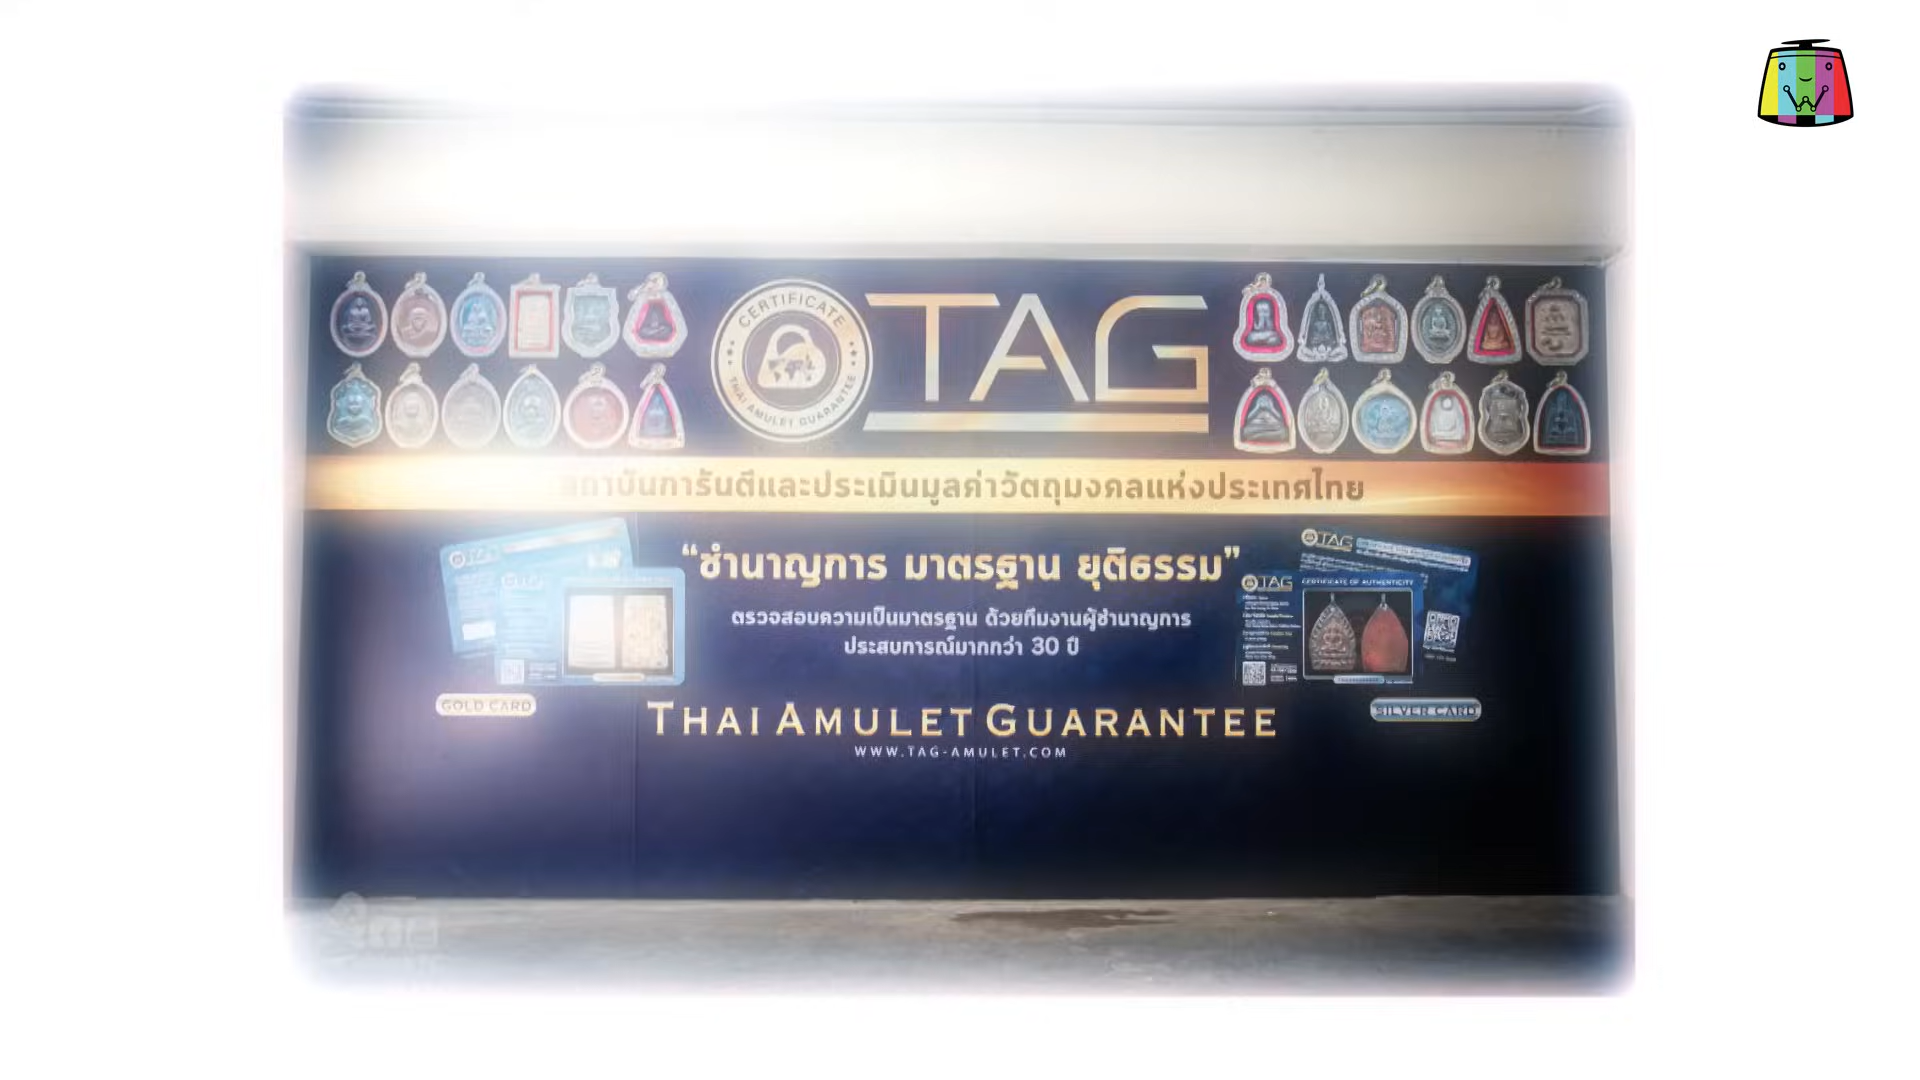 CERTIFICATE
THAI AMULET GUARANTEE
TAG
สถาบันการันตีและประเมินมูลค่าวัตถุมงคลแห่งประเทศไทย
“ชำนาญการ มาตรฐาน ยุติธรรม”
ตรวจสอบความเป็นมาตรฐาน ด้วยทีมงานผู้ชำนาญการ
ประสบการณ์มากกว่า 30 ปี
TAG
TAG
TAG
TAG
CERTIFICATE OF AUTHENTICITY
GOLD CARD
SILVER CARD
THAI AMULET GUARANTEE
WWW.TAG-AMULET.COM